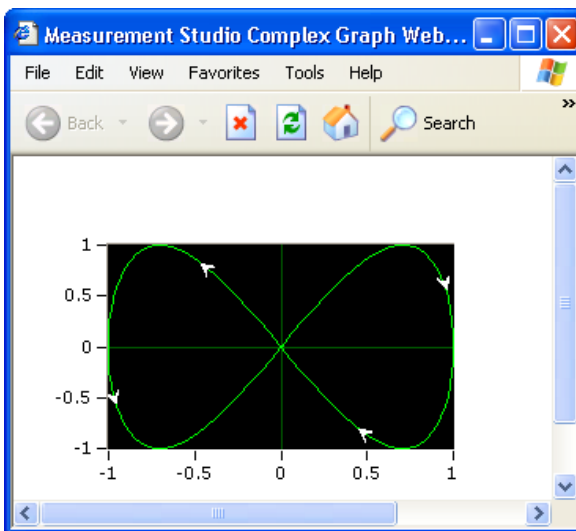 Measurement Studio Complex Graph Web...
File Edit View Favorites Tools Help
Back Search
1
0.5
0
-0.5
-1
-1 -0.5 0 0.5 1